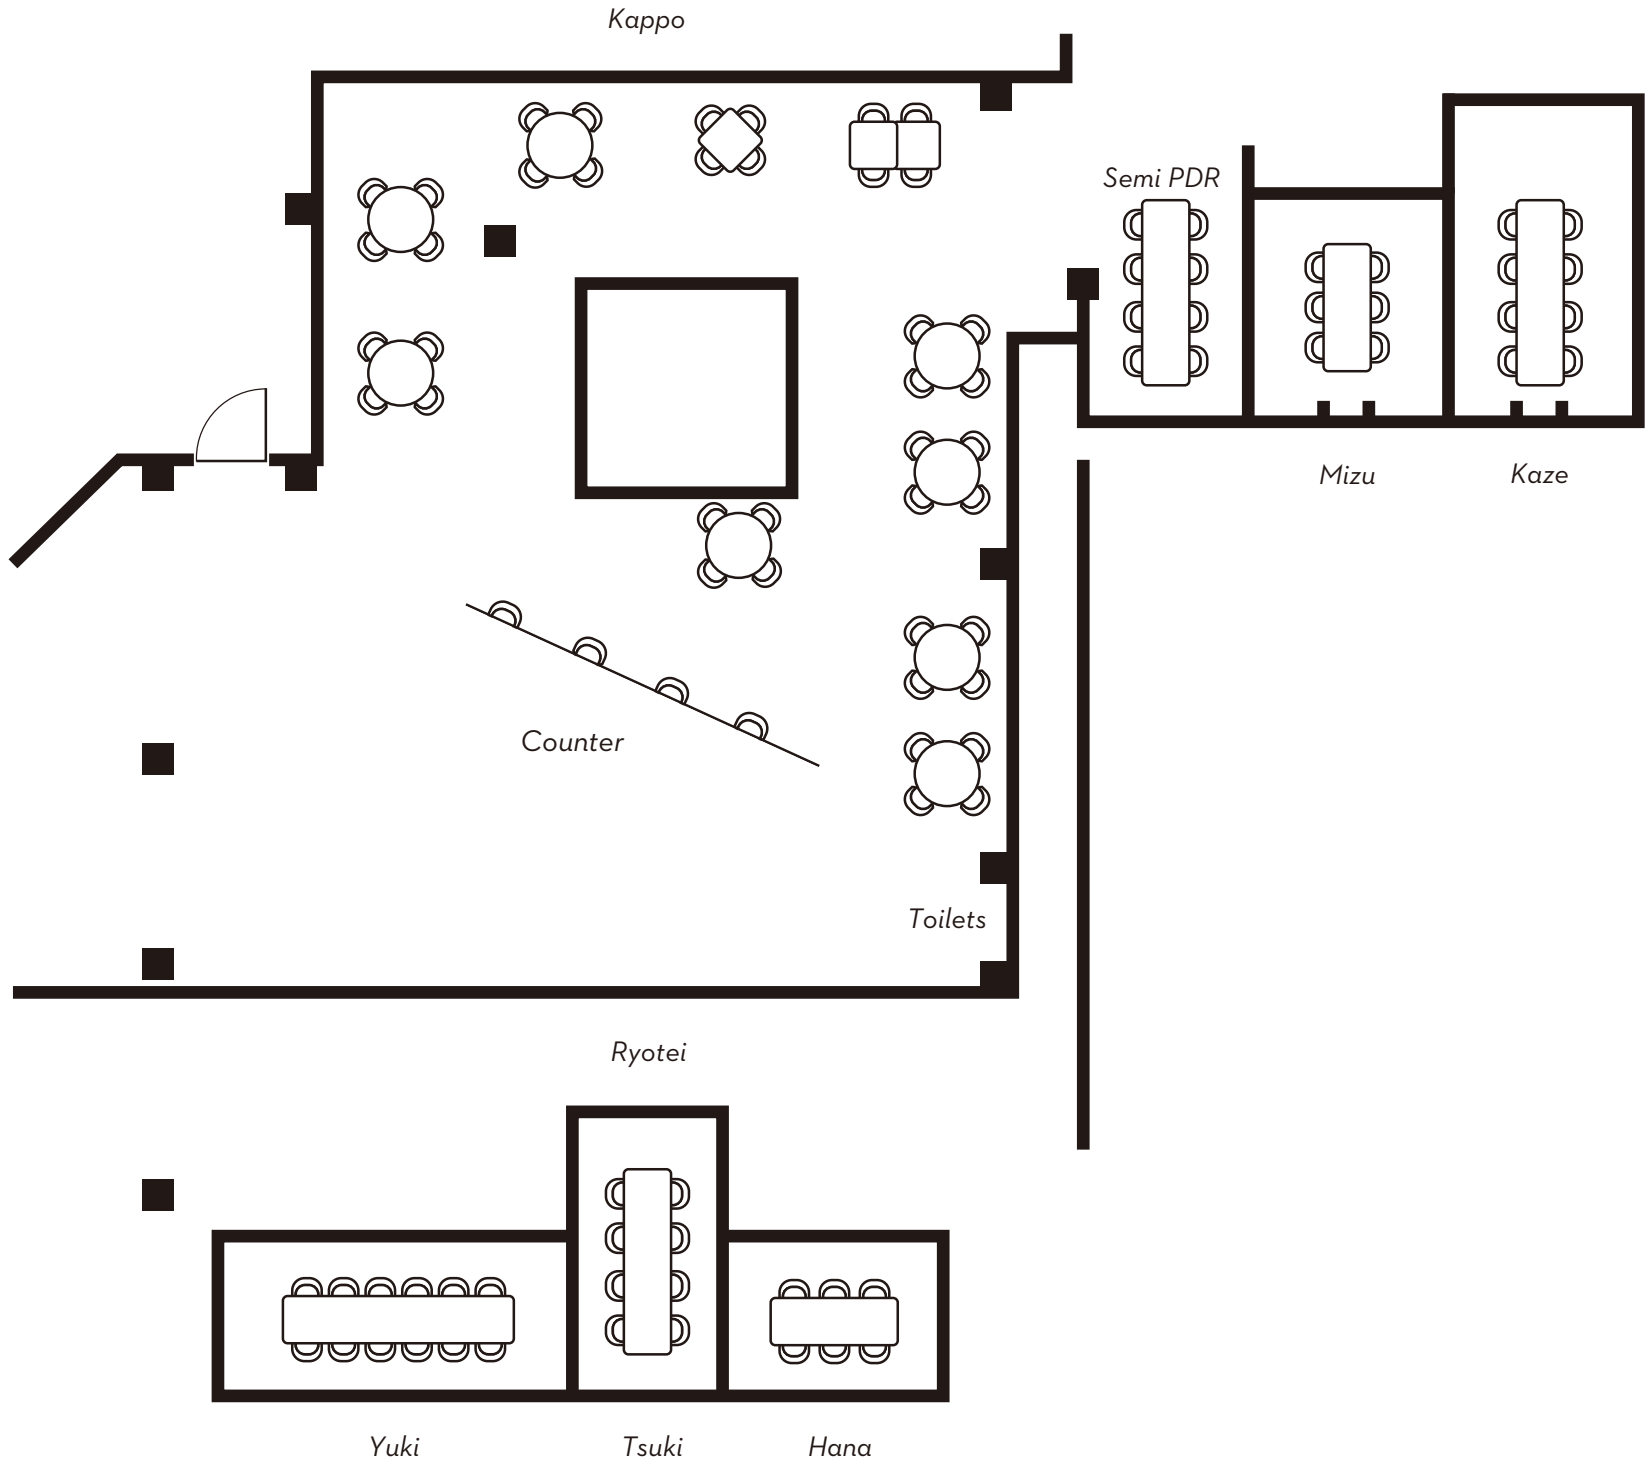 Kappo
Semi PDR
Mizu
Kaze
Counter
Toilets
Ryotei
Yuki
Tsuki
Hana